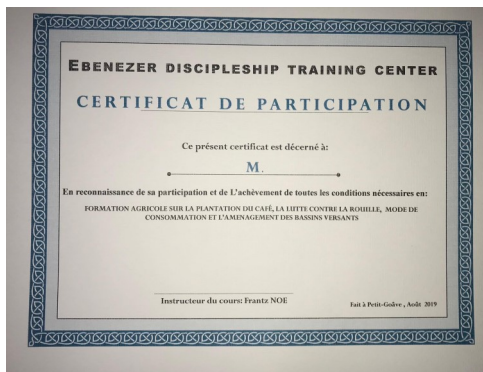 EBENEZER DISCIPLESHIP TRAINING CENTER
CERTIFICAT DE PARTICIPATION
Ce présent certificat est décerné à:
M.
En reconnaissance de sa participation et de L'achèvement de toutes les conditions nécessaires en:
FORMATION AGRICOLE SUR LA PLANTATION DU CAFÉ, LA LUTTE CONTRE LA ROUILLE, MODE DE
CONSOMMATION ET L'AMENAGEMENT DES BASSINS VERSANTS
Instructeur du cours: Frantz NOE
Fait à Petit-Goâve , Août 2019